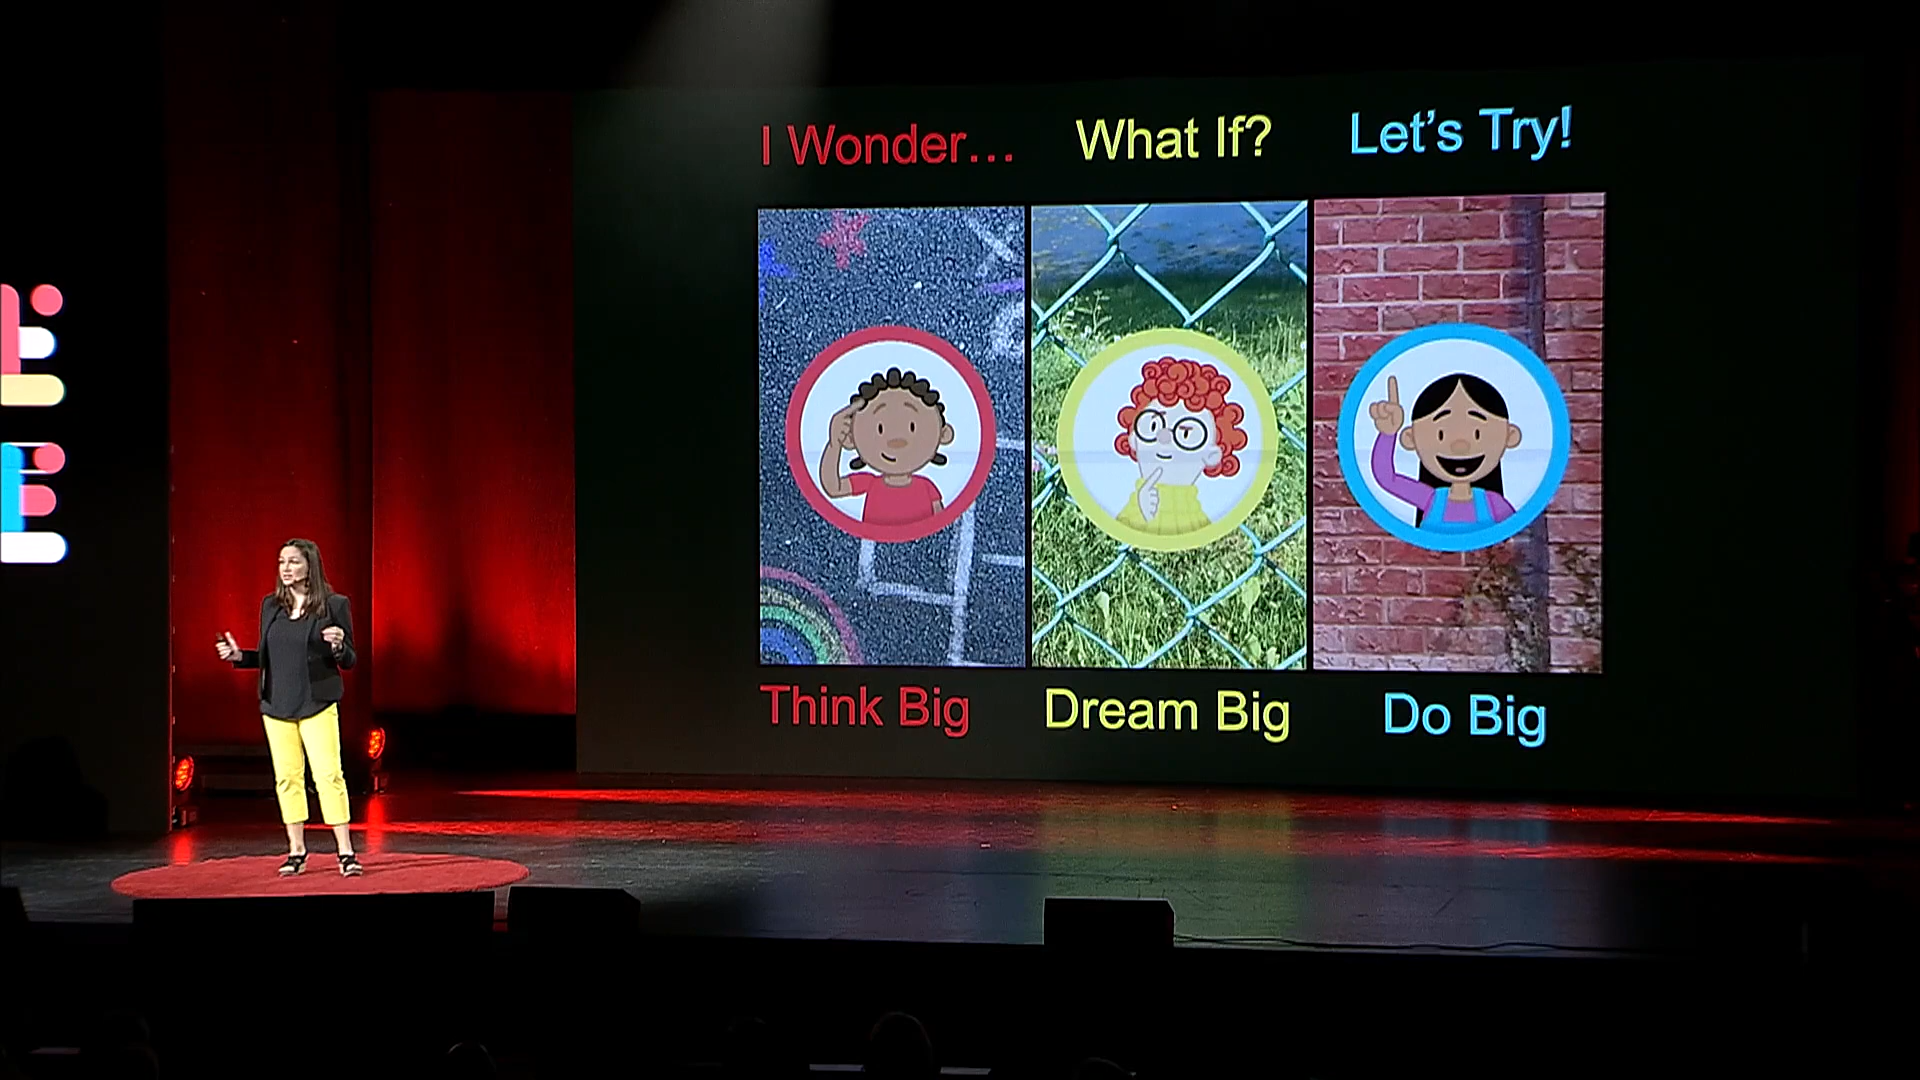 I Wonder…
What If?
Let's Try!
Think Big
Dream Big
Do Big